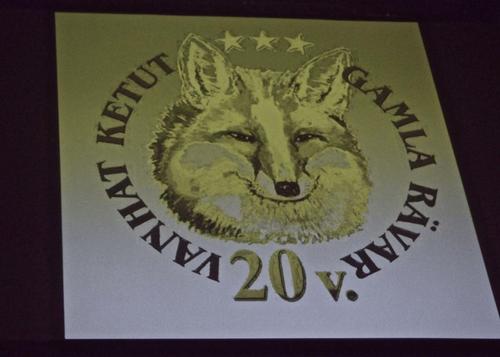 VANHAT KETUT
GAMLA RÄVAR
20 v.